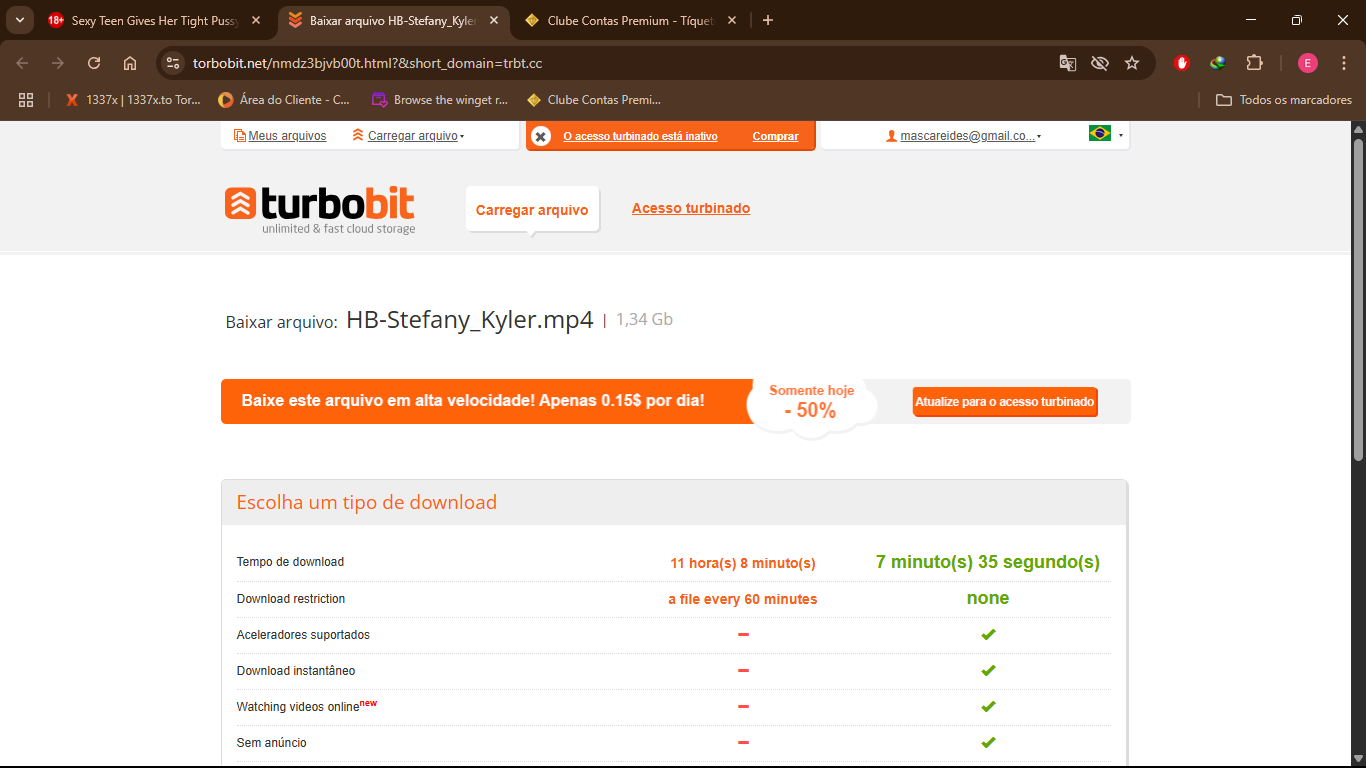 Sexy Teen Gives Her Tight Pussy
Baixar arquivo HB-Stefany_Kyler
Clube Contas Premium - Tíquet
torbobit.net/nmdz3bjvb00t.html?&short_domain=trbt.cc
E
1337x | 1337x.to Tor...
Área do Cliente - C...
Browse the winget r...
Clube Contas Premi...
Todos os marcadores
Meus arquivos
Carregar arquivo
O acesso turbinado está inativo
Comprar
mascareides@gmail.co...
turbobit
unlimited & fast cloud storage
Carregar arquivo
Acesso turbinado
Baixar arquivo: HB-Stefany_Kyler.mp4 | 1,34 Gb
Baixe este arquivo em alta velocidade! Apenas 0.15$ por dia!
Somente hoje
- 50%
Atualize para o acesso turbinado
Escolha um tipo de download
Tempo de download 11 hora(s) 8 minuto(s) 7 minuto(s) 35 segundo(s)
Download restriction a file every 60 minutes none
Aceleradores suportados
Download instantâneo
Watching videos online new
Sem anúncio